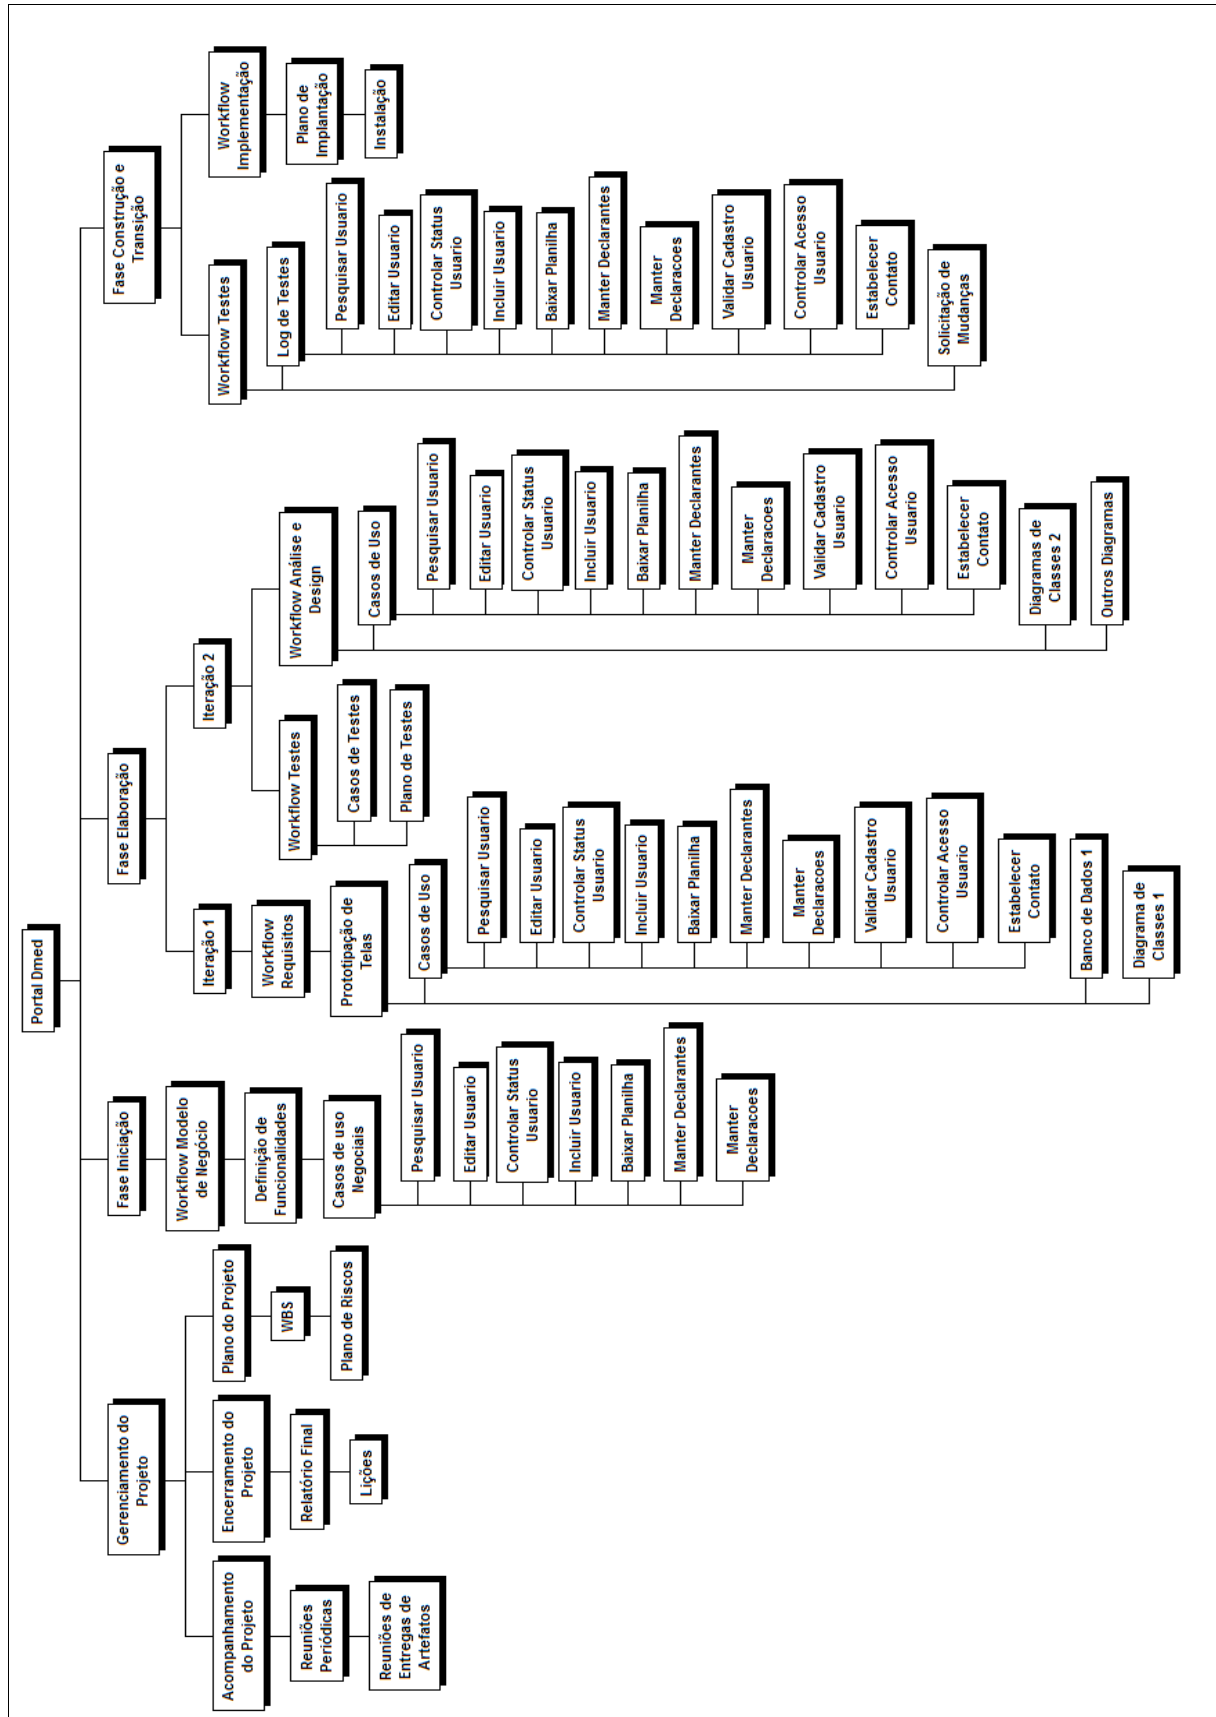 Portal Dmed
Gerenciamento do
Projeto
Acompanhamento
do Projeto
Reuniões
Periódicas
Reuniões de
Entregas de
Artefatos
Encerramento do
Projeto
Relatório Final
Lições
Plano do Projeto
WBS
Plano de Riscos
Fase Iniciação
Workflow Modelo
de Negócio
Definição de
Funcionalidades
Casos de uso
Negociais
Pesquisar Usuario
Editar Usuario
Controlar Status
Usuario
Incluir Usuario
Baixar Planilha
Manter Declarantes
Manter
Declaracoes
Fase Elaboração
Iteração 1
Workflow
Requisitos
Prototipação de
Telas
Casos de Uso
Pesquisar Usuario
Editar Usuario
Controlar Status
Usuario
Incluir Usuario
Baixar Planilha
Manter Declarantes
Manter
Declaracoes
Validar Cadastro
Usuario
Controlar Acesso
Usuario
Estabelecer
Contato
Banco de Dados 1
Diagrama de
Classes 1
Iteração 2
Workflow Testes
Casos de Testes
Plano de Testes
Workflow Análise e
Design
Casos de Uso
Pesquisar Usuario
Editar Usuario
Controlar Status
Usuario
Incluir Usuario
Baixar Planilha
Manter Declarantes
Manter
Declaracoes
Validar Cadastro
Usuario
Controlar Acesso
Usuario
Estabelecer
Contato
Diagramas de
Classes 2
Outros Diagramas
Fase Construção e
Transição
Workflow Testes
Log de Testes
Pesquisar Usuario
Editar Usuario
Controlar Status
Usuario
Incluir Usuario
Baixar Planilha
Manter Declarantes
Manter
Declaracoes
Validar Cadastro
Usuario
Controlar Acesso
Usuario
Estabelecer
Contato
Solicitação de
Mudanças
Workflow
Implementação
Plano de
Implantação
Instalação